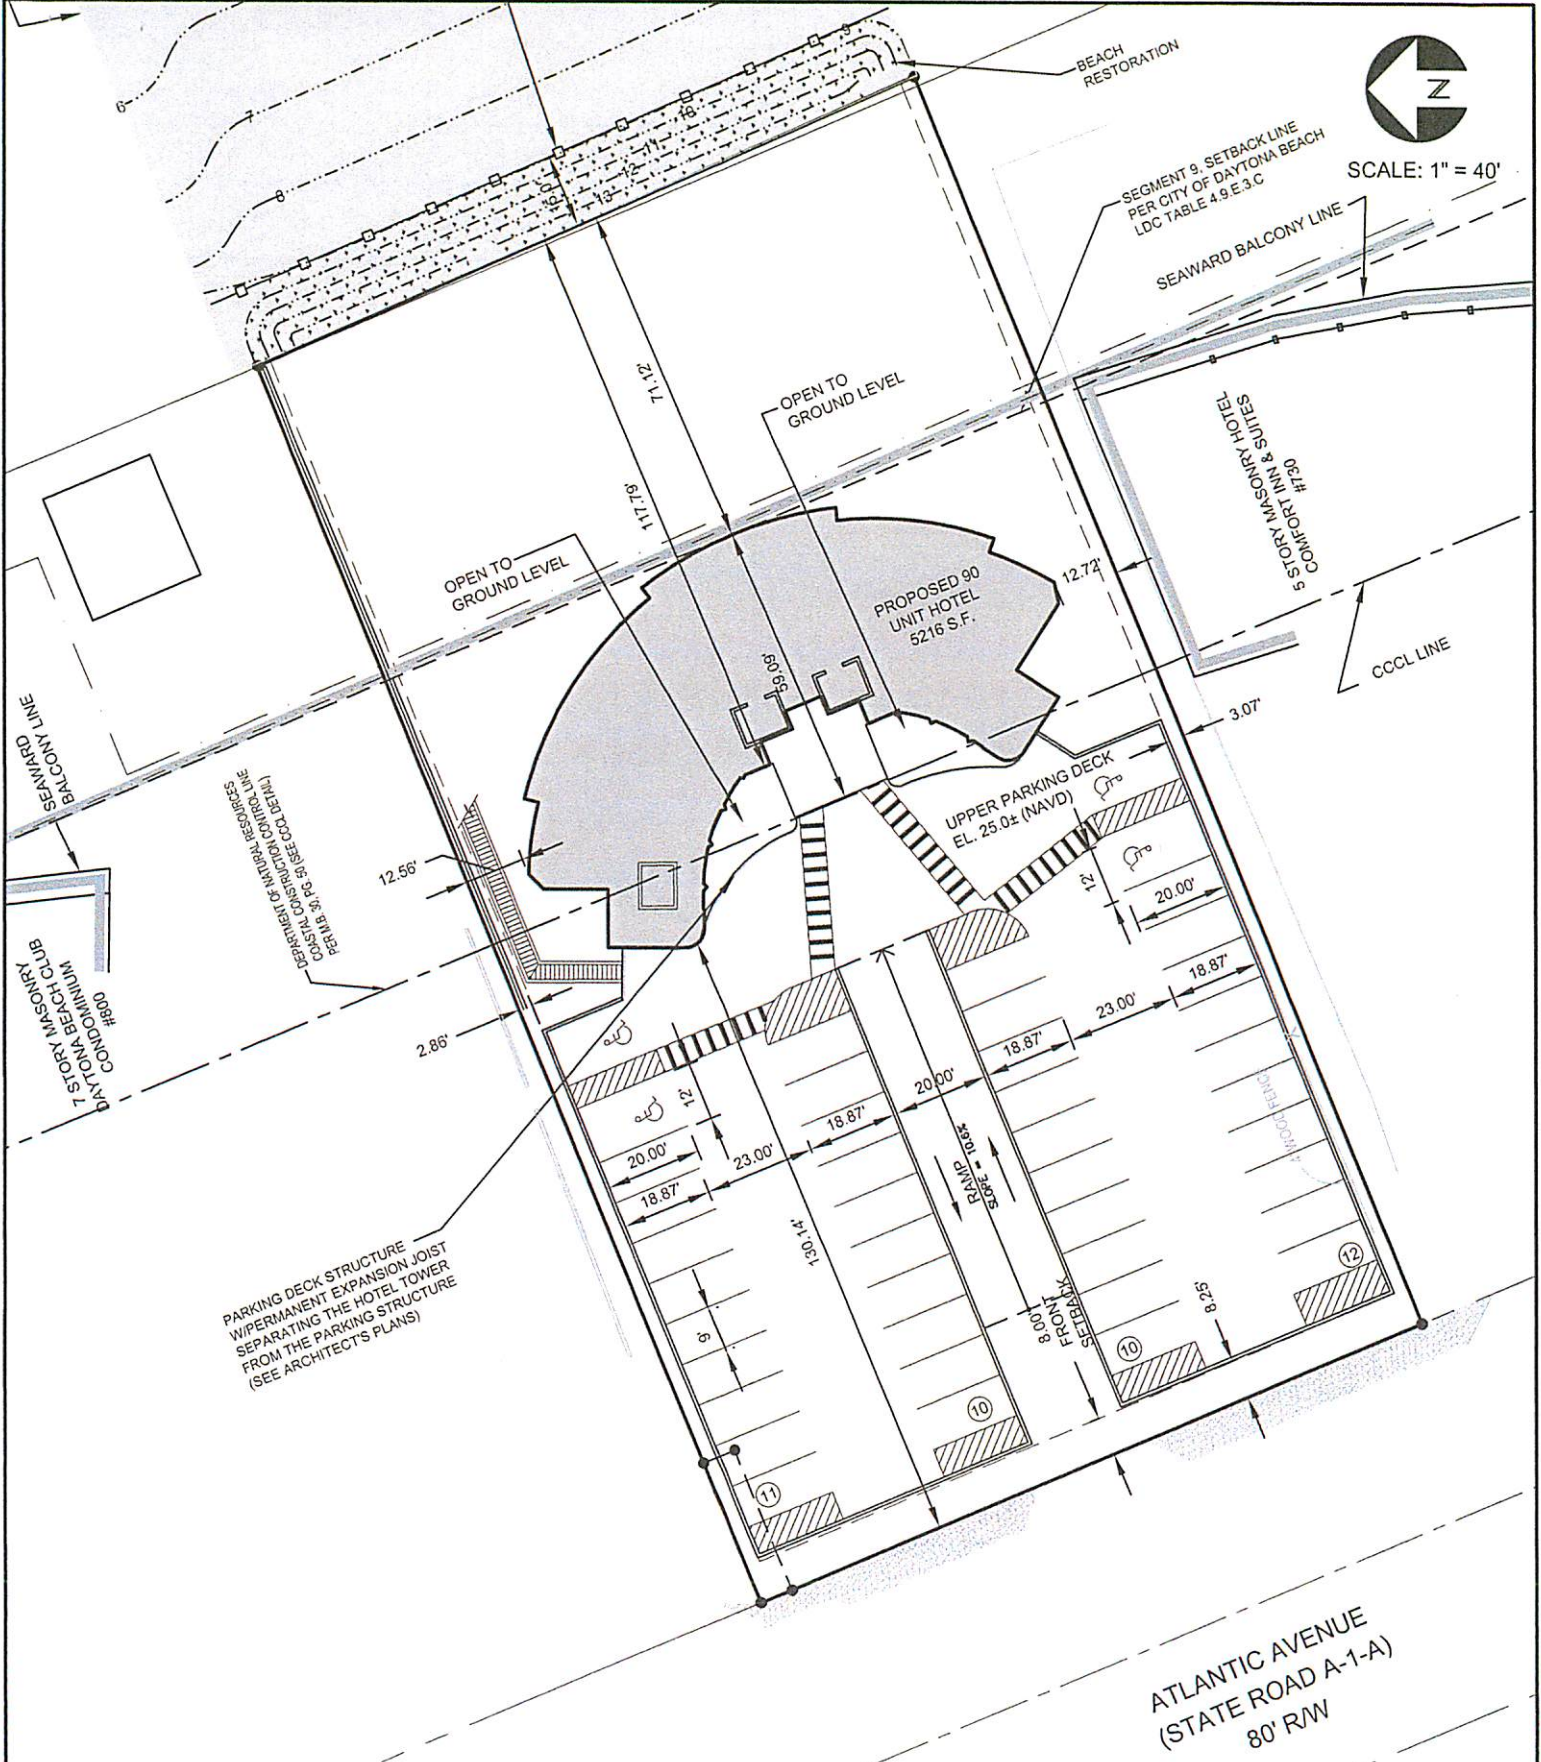 BEACH
RESTORATION
N
SCALE: 1" = 40'
6
7
8
9
10
11
12
13
SEGMENT 9, SETBACK LINE
PER CITY OF DAYTONA BEACH
LDC TABLE 4.9.E.3.C
SEAWARD BALCONY LINE
71.12'
117.79'
OPEN TO
GROUND LEVEL
OPEN TO
GROUND LEVEL
5 STORY MASONRY HOTEL
COMFORT INN & SUITES
#730
PROPOSED 90
UNIT HOTEL
5216 S.F.
12.72'
59.09'
CCCL LINE
3.07'
SEAWARD
BALCONY LINE
DEPARTMENT OF NATURAL RESOURCES
COASTAL CONSTRUCTION CONTROL LINE
PER M.B. 30, PG. 50 (SEE CCCL DETAIL)
12.56'
UPPER PARKING DECK
EL. 25.0± (NAVD)
12'
20.00'
7 STORY MASONRY
DAYTONA BEACH CLUB
CONDOMINIUM
#800
2.86'
18.87'
23.00'
18.87'
20.00'
18.87'
23.00'
12'
20.00'
18.87'
RAMP
SLOPE = 10.6%
4' WOOD FENCE
130.14'
PARKING DECK STRUCTURE
W/PERMANENT EXPANSION JOIST
SEPARATING THE HOTEL TOWER
FROM THE PARKING STRUCTURE
(SEE ARCHITECT'S PLANS)
9'
8.00'
FRONT
SETBACK
8.25'
12
10
10
11
ATLANTIC AVENUE
(STATE ROAD A-1-A)
80' R/W